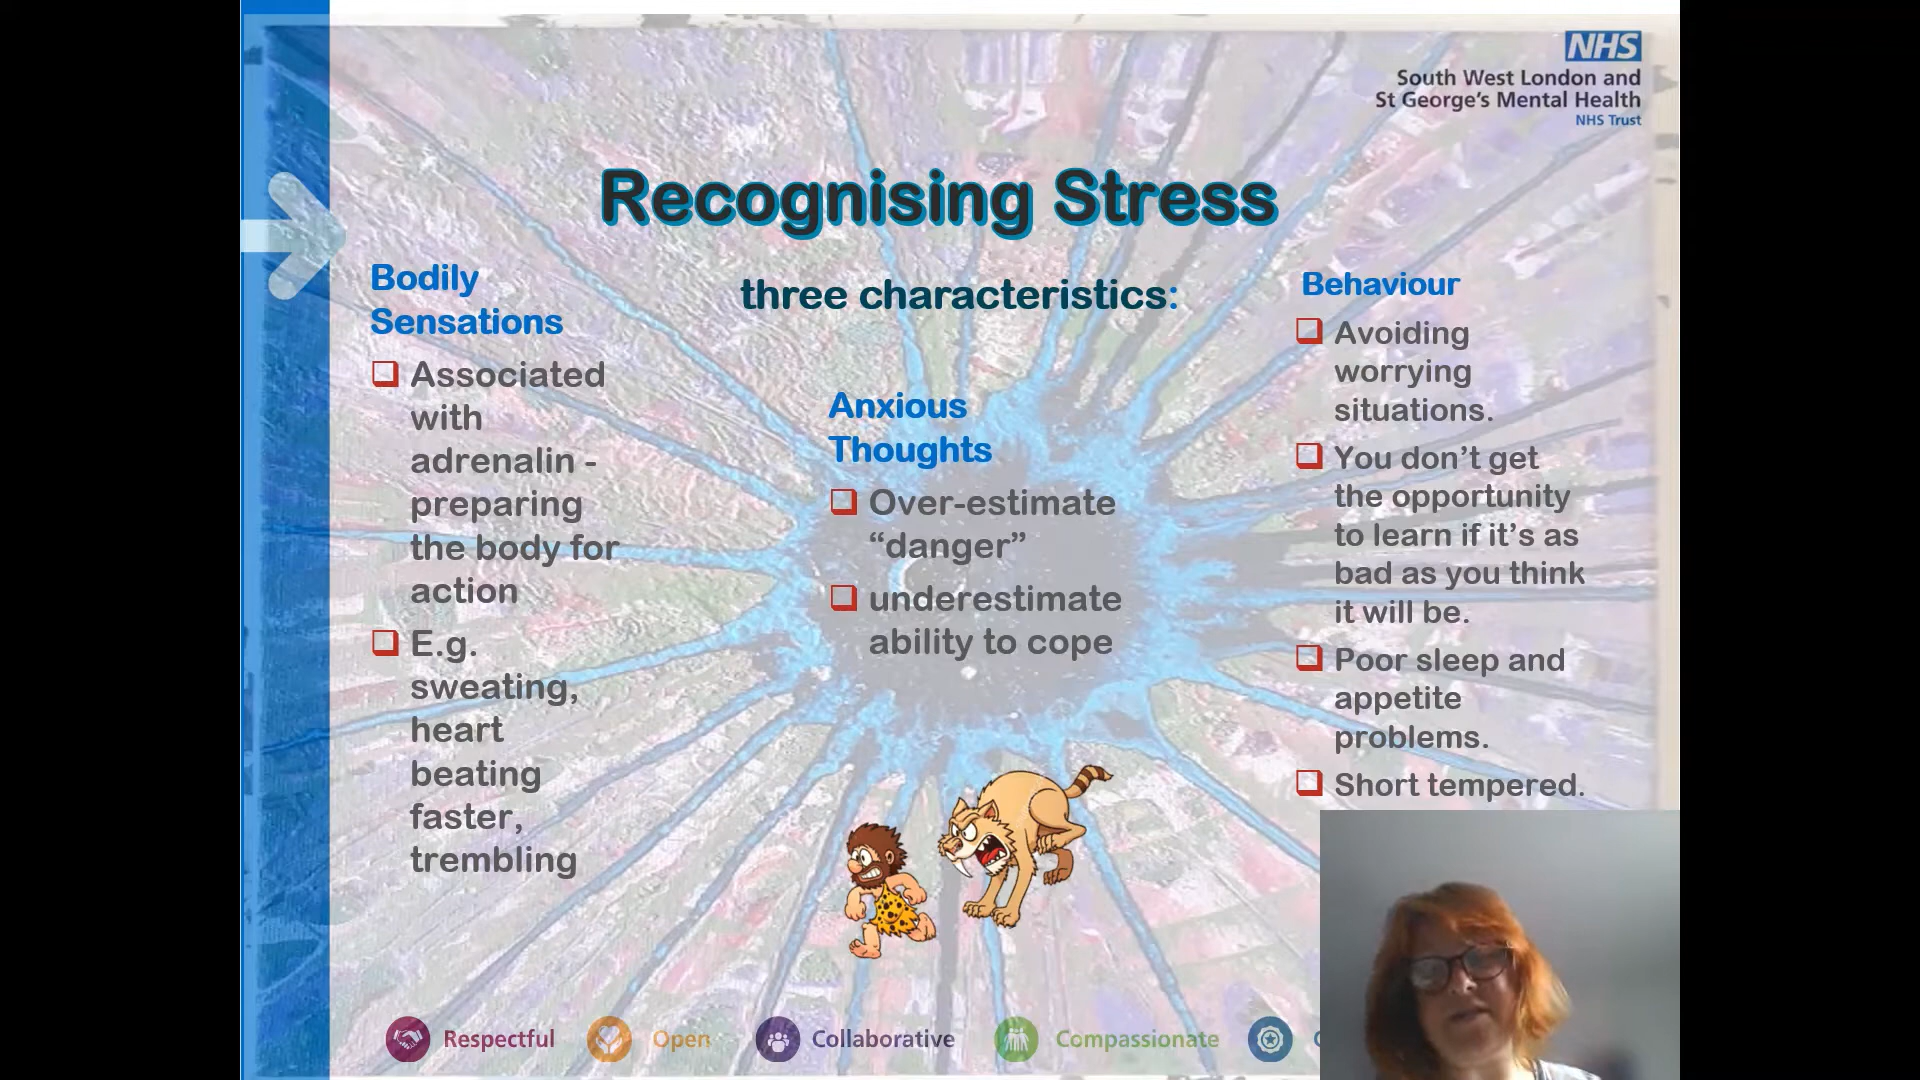 NHS
South West London and
St George's Mental Health
NHS Trust
Recognising Stress
three characteristics:
Bodily
Sensations
Associated
with
adrenalin -
preparing
the body for
action
E.g.
sweating,
heart
beating
faster,
trembling
Anxious
Thoughts
Over-estimate
“danger”
underestimate
ability to cope
Behaviour
Avoiding
worrying
situations.
You don’t get
the opportunity
to learn if it’s as
bad as you think
it will be.
Poor sleep and
appetite
problems.
Short tempered.
Respectful
Open
Collaborative
Compassionate